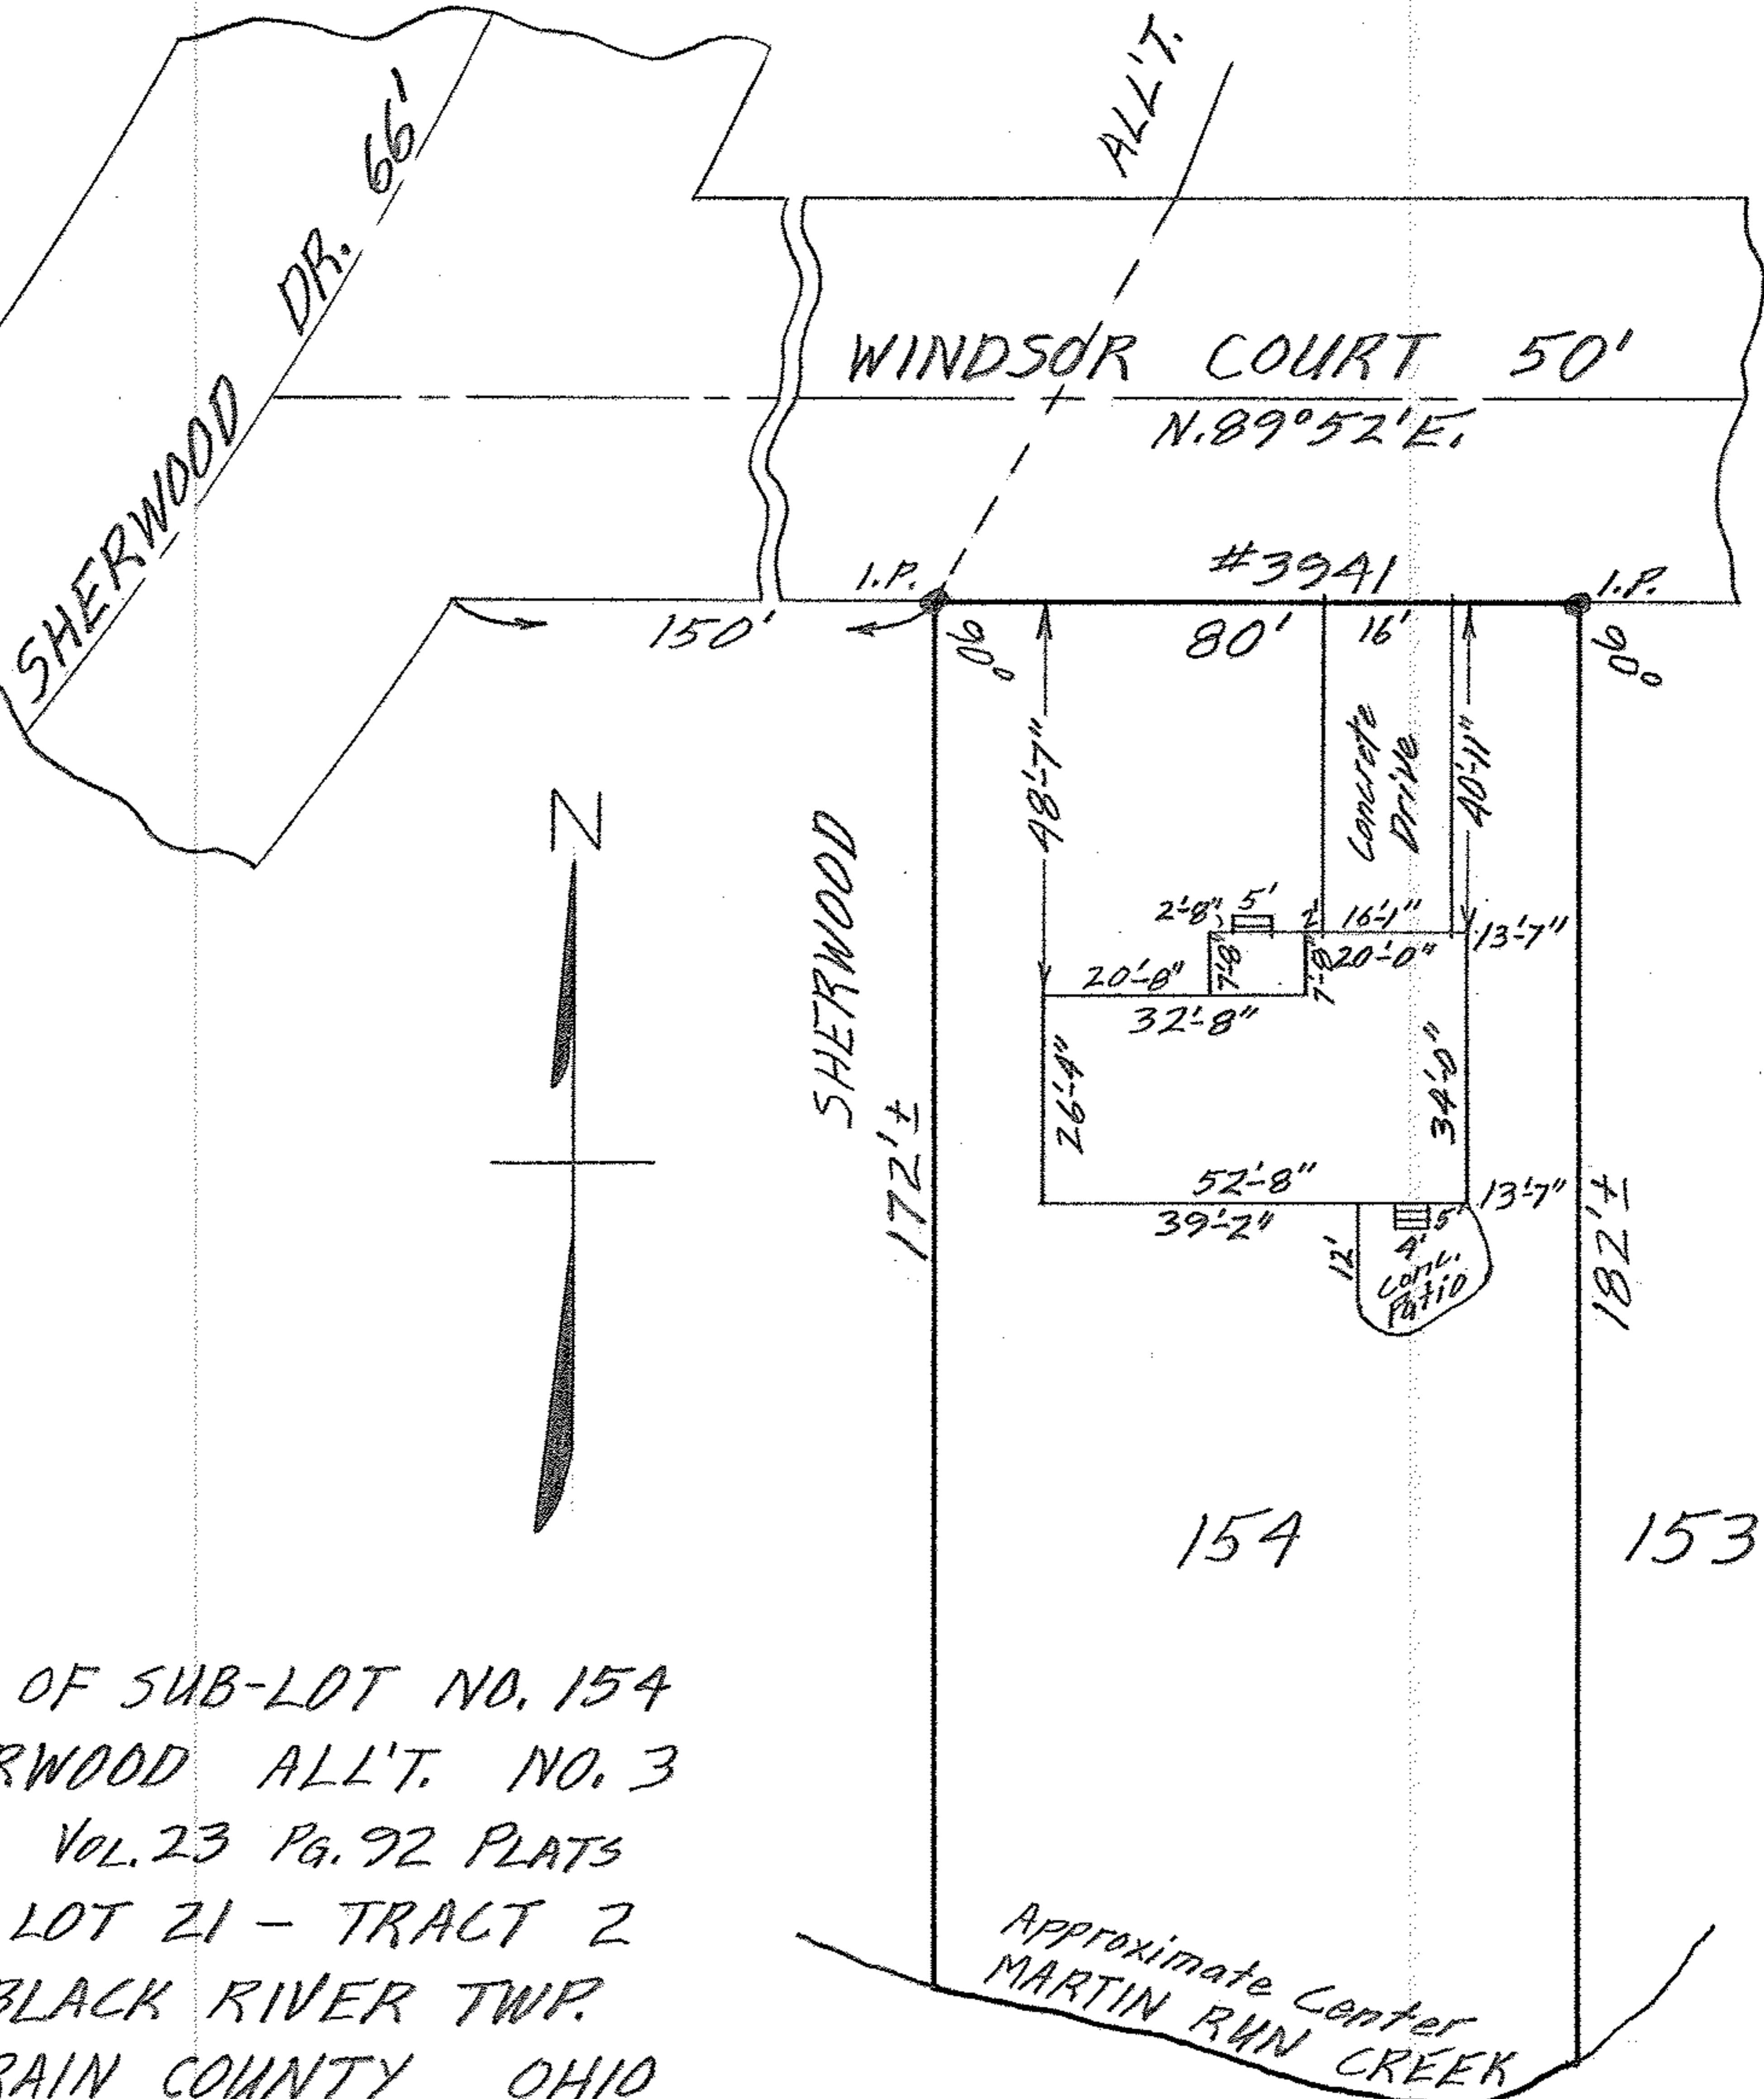 SHERWOOD DR. 66'
ALL'T.
WINDSOR COURT 50'
N.89°52'E.
#3941
I.P.
I.P.
150'
80'
16'
90°
90°
48'-7"
Concrete
Drive
40'-11"
2'-8"
5'
2'
16'-1"
13'-7"
20'-0"
7'-8"
7'-8"
20'-8"
32'-8"
N
SHERWOOD
26'-4"
34'-0"
172'±
52'-8"
13'-7"
39'-2"
5'
4'
12'
Conc.
Patio
182'±
154
153
OF SUB-LOT NO. 154
RWOOD ALL'T. NO. 3
VOL. 23 PG. 92 PLATS
LOT 21 - TRACT 2
BLACK RIVER TWP.
RAIN COUNTY OHIO
Approximate Center
MARTIN RUN CREEK